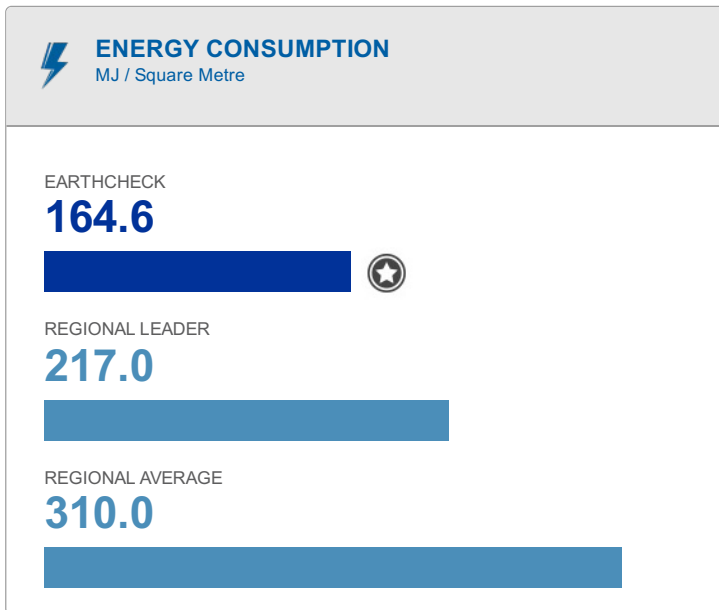 ENERGY CONSUMPTION
MJ / Square Metre
EARTHCHECK
164.6
REGIONAL LEADER
217.0
REGIONAL AVERAGE
310.0